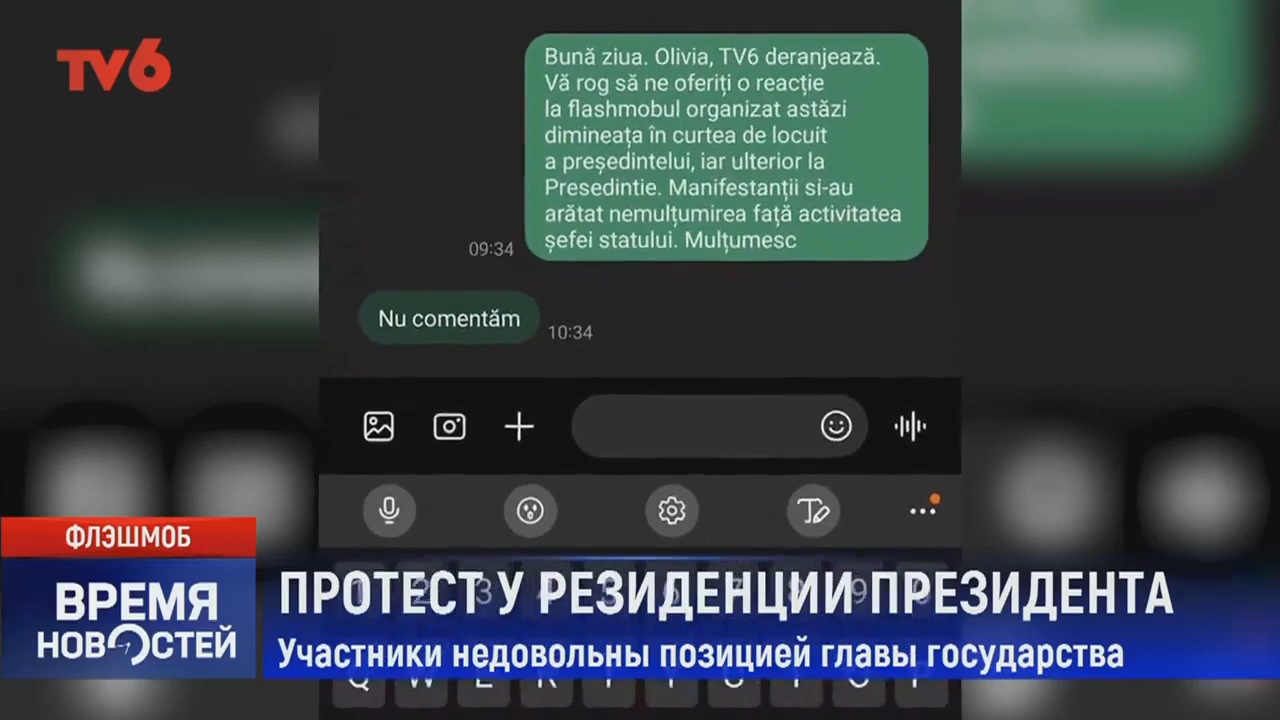 TV6
Bună ziua. Olivia, TV6 deranjează.
Vă rog să ne oferiți o reacție
la flashmobul organizat astăzi
dimineața în curtea de locuit
a președintelui, iar ulterior la
Presedintie. Manifestanții si-au
arătat nemulțumirea față activitatea
șefei statului. Mulțumesc
09:34
Nu comentăm
10:34
ФЛЭШМОБ
ВРЕМЯ
НОВОСТЕЙ
ПРОТЕСТ У РЕЗИДЕНЦИИ ПРЕЗИДЕНТА
Участники недовольны позицией главы государства